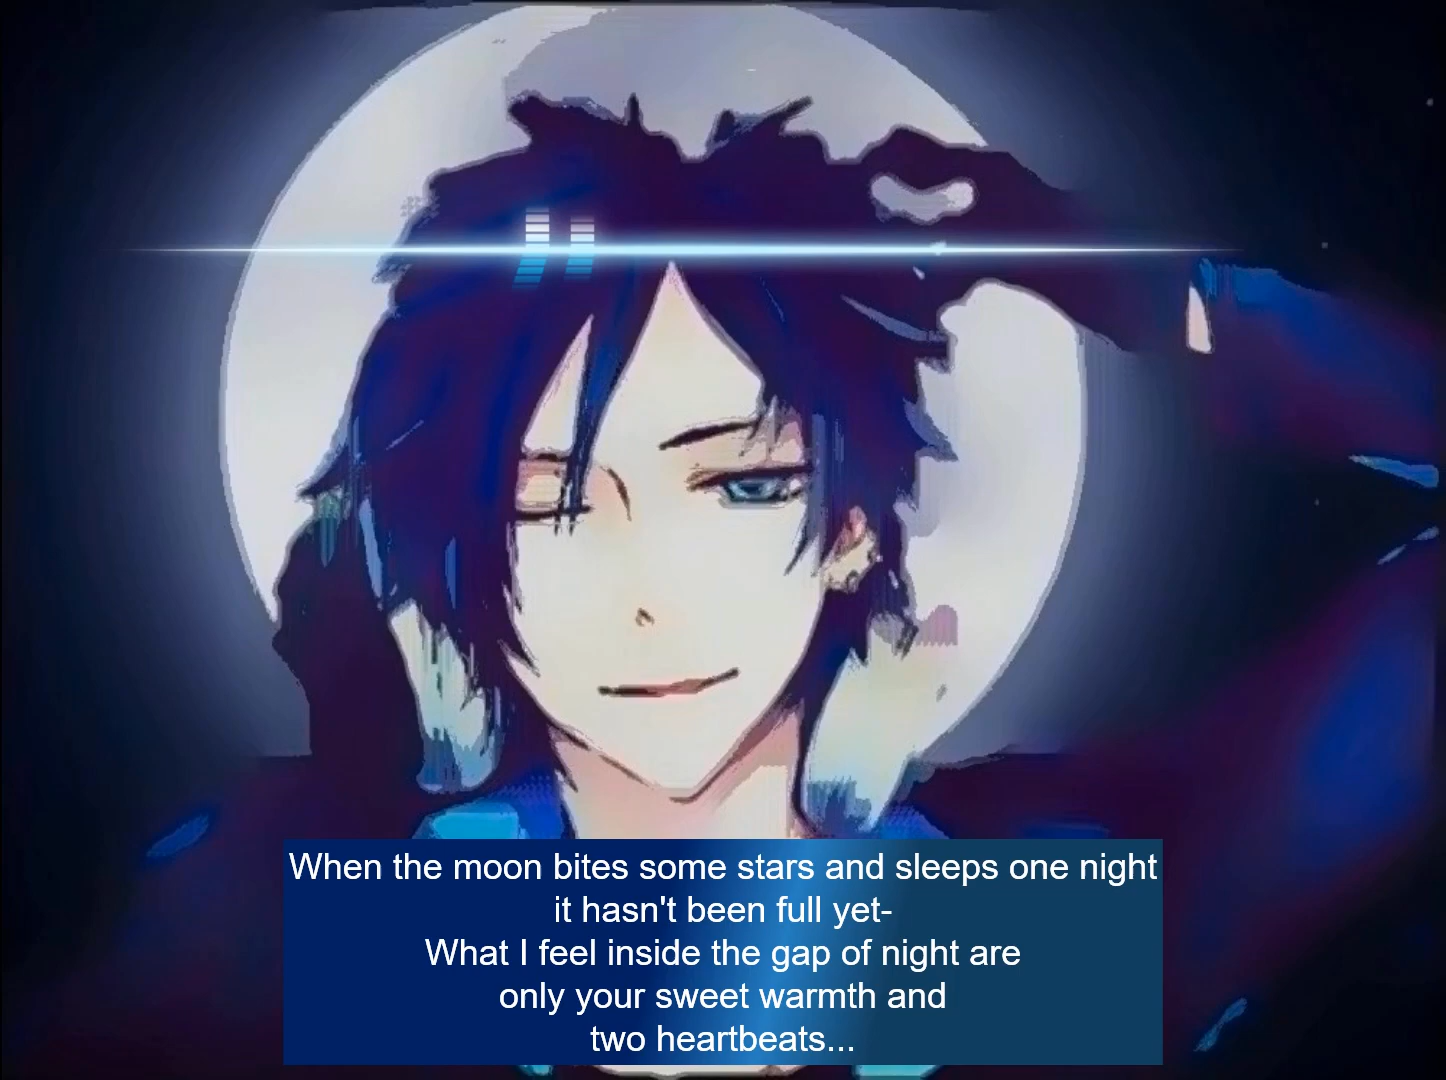 When the moon bites some stars and sleeps one night
it hasn't been full yet-
What I feel inside the gap of night are
only your sweet warmth and
two heartbeats...